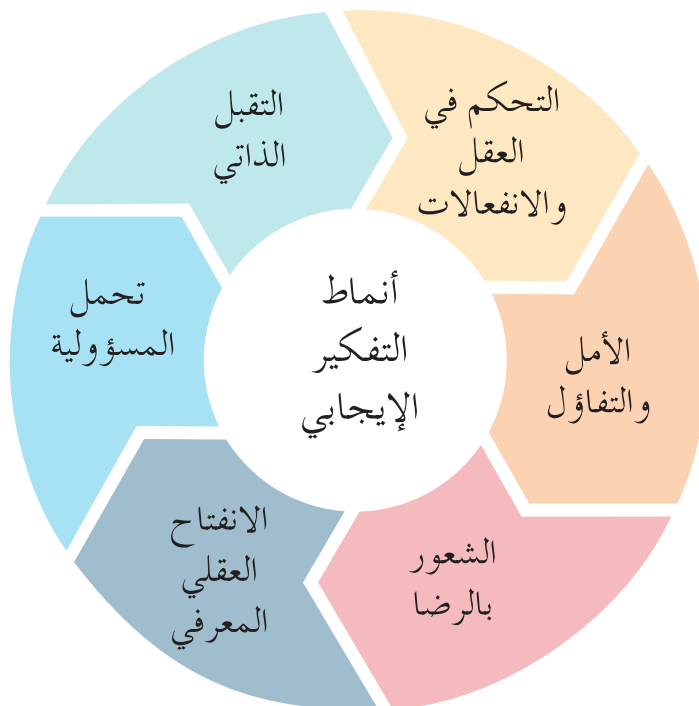 أنماط
التفكير
الإيجابي
التحكم في
العقل
والانفعالات
الأمل
والتفاؤل
الشعور
بالرضا
الانفتاح
العقلي
المعرفي
تحمل
المسؤولية
التقبل
الذاتي